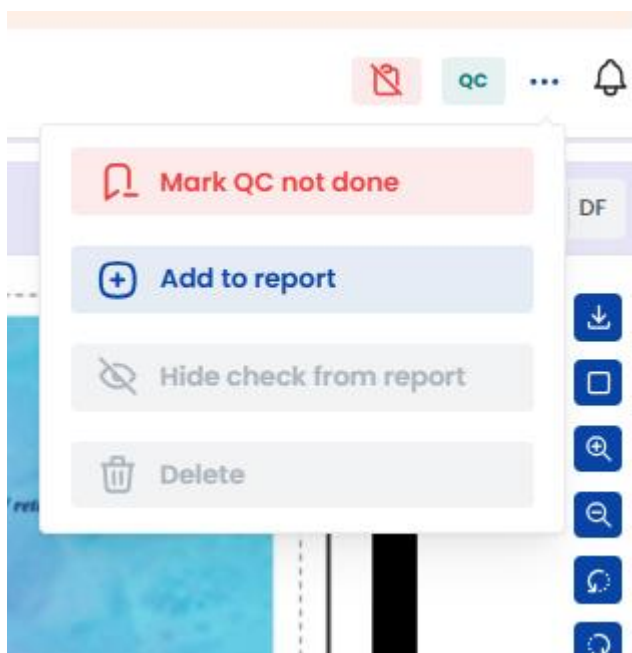 QC
Mark QC not done
DF
Add to report
Hide check from report
Delete